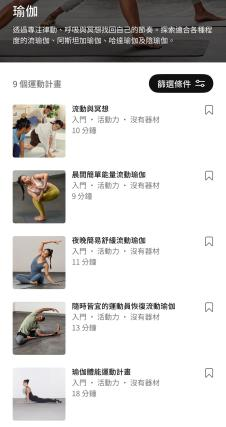 瑜伽
透過專注律動、呼吸與冥想找回自己的節奏。探索適合各種程
度的流瑜伽、阿斯坦加瑜伽、哈達瑜伽及陰瑜伽。
9 個運動計畫
篩選條件
流動與冥想
入門 • 活動力 • 沒有器材
10 分鐘
晨間簡單能量流動瑜伽
入門 • 活動力 • 沒有器材
9 分鐘
夜晚簡易舒緩流動瑜伽
入門 • 活動力 • 沒有器材
11 分鐘
隨時皆宜的運動員恢復流動瑜伽
入門 • 活動力 • 沒有器材
13 分鐘
瑜伽體能運動計畫
入門 • 活動力 • 沒有器材
18 分鐘